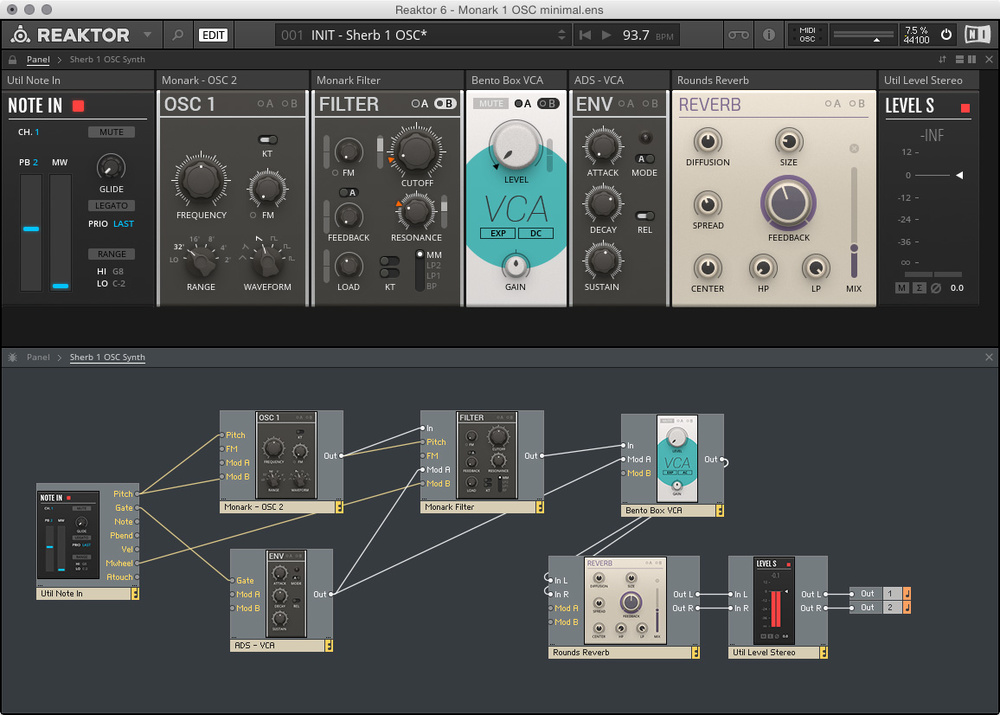 Reaktor 6 - Monark 1 OSC minimal.ens
REAKTOR
EDIT
001 INIT - Sherb 1 OSC*
93.7 BPM
MIDI
OSC
7.5 %
44100
NI
Panel > Sherb 1 OSC Synth
Util Note In
Monark - OSC 2
Monark Filter
Bento Box VCA
ADS - VCA
Rounds Reverb
Util Level Stereo
NOTE IN
CH. 1
MUTE
PB 2
MW
GLIDE
LEGATO
PRIO LAST
RANGE
HI G8
LO C-2
OSC 1
A B
KT
FREQUENCY
FM
32' 16' 8' 4' 2'
LO
RANGE
WAVEFORM
FILTER
A B
FM
CUTOFF
A
FEEDBACK
RESONANCE
LOAD
KT
MM
LP2
LP1
BP
MUTE
A B
LEVEL
VCA
EXP
DC
GAIN
ENV
A B
ATTACK
A
MODE
DECAY
REL
SUSTAIN
REVERB
A B
DIFFUSION
SIZE
SPREAD
FEEDBACK
CENTER
HP
LP
MIX
LEVEL S
-INF
12
0
-12
-24
-36
∞
M Σ
0.0
Panel > Sherb 1 OSC Synth
NOTE IN
Pitch
Gate
Note
Pbend
Vel
Mwheel
Atouch
Util Note In
OSC 1
Pitch
FM
Mod A
Mod B
Out
Monark - OSC 2
ENV
Gate
Mod A
Mod B
Out
ADS - VCA
FILTER
In
Pitch
FM
Mod A
Mod B
Out
Monark Filter
VCA
In
Mod A
Mod B
Out
Bento Box VCA
REVERB
In L
In R
Mod A
Mod B
Out L
Out R
Rounds Reverb
LEVEL S
In L
In R
Out L
Out R
Util Level Stereo
Out 1
Out 2